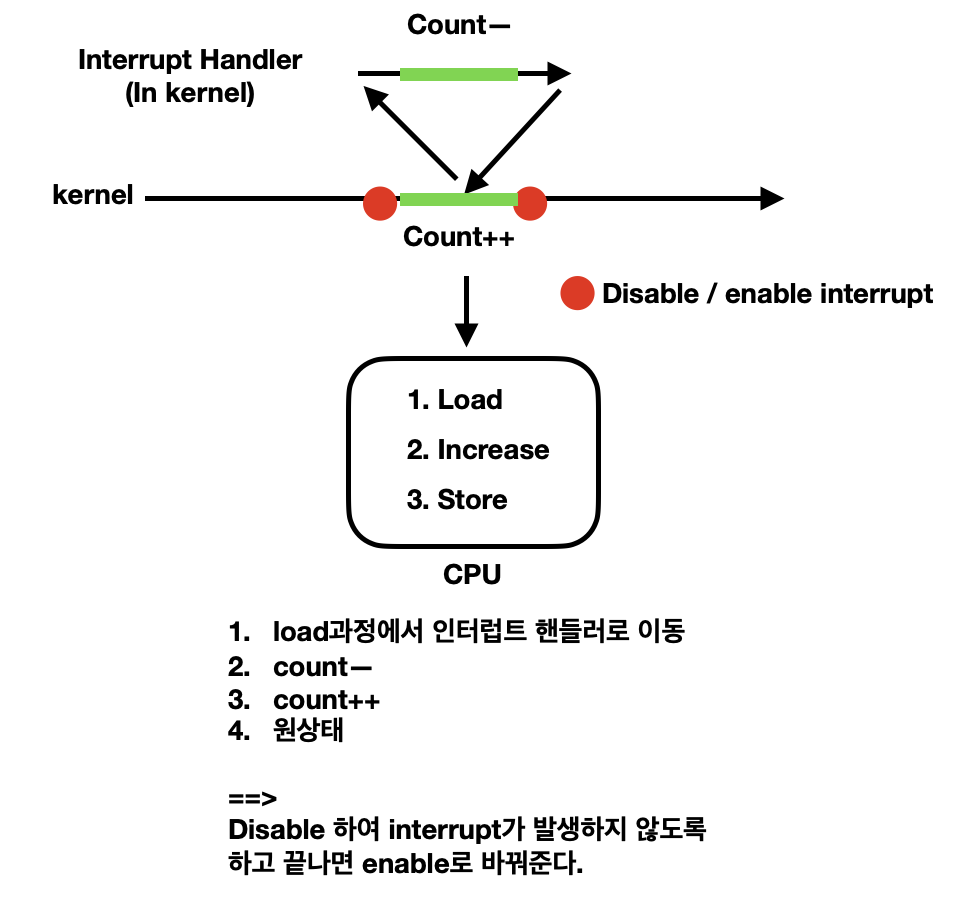 Count—
Interrupt Handler
(In kernel)
kernel
Count++
Disable / enable interrupt
1. Load
2. Increase
3. Store
CPU
1. load과정에서 인터럽트 핸들러로 이동
2. count—
3. count++
4. 원상태
==>
Disable 하여 interrupt가 발생하지 않도록
하고 끝나면 enable로 바꿔준다.